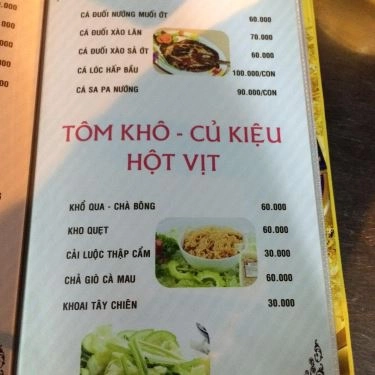 CÁ ĐUỐI NƯỚNG MUỐI ỚT 60.000
CÁ ĐUỐI XÀO LĂN 70.000
CÁ ĐUỐI XÀO SẢ ỚT 60.000
CÁ LÓC HẤP BẦU 100.000/CON
CÁ SA PA NƯỚNG 90.000/CON
TÔM KHÔ - CỦ KIỆU
HỘT VỊT
KHỔ QUA - CHÀ BÔNG 60.000
KHO QUẸT 60.000
CẢI LUỘC THẬP CẨM 30.000
CHẢ GIÒ CÀ MAU 60.000
KHOAI TÂY CHIÊN 30.000